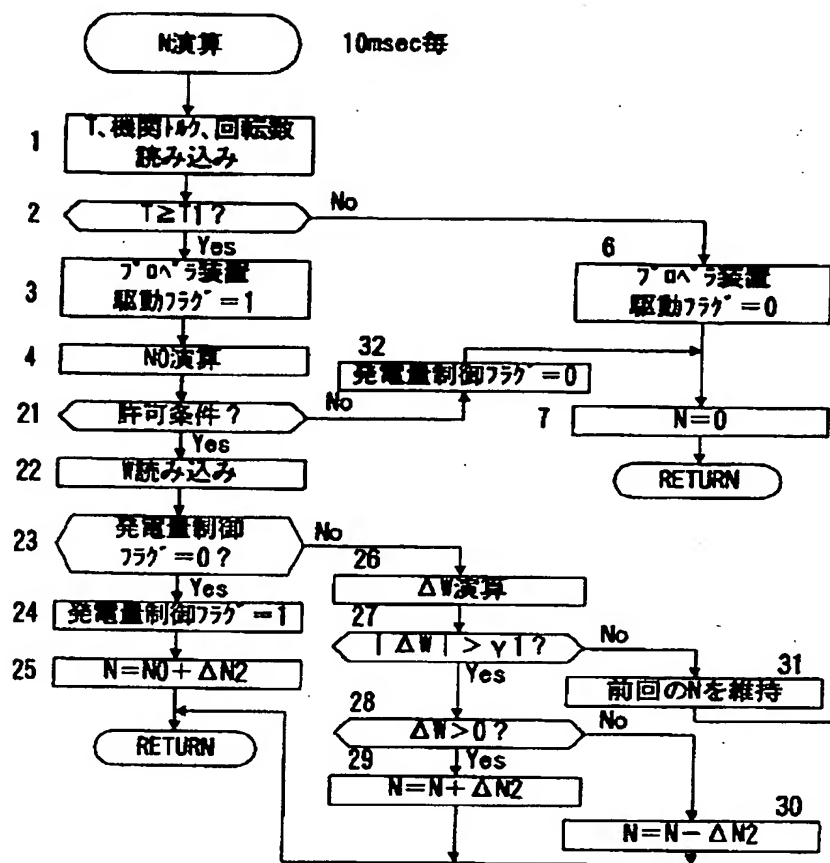 N演算
10msec毎
1
T、機関トルク、回転数
読み込み
2
T≧T1?
No
Yes
3
プロペラ装置
駆動フラグ=1
6
プロペラ装置
駆動フラグ=0
4
N0演算
32
発電量制御フラグ=0
21
許可条件?
No
Yes
7
N=0
22
W読み込み
RETURN
23
発電量制御
フラグ=0?
No
Yes
26
ΔW演算
24
発電量制御フラグ=1
27
|ΔW|>γ1?
No
Yes
25
N=N0+ΔN2
31
前回のNを維持
28
ΔW>0?
No
Yes
RETURN
29
N=N+ΔN2
30
N=N-ΔN2